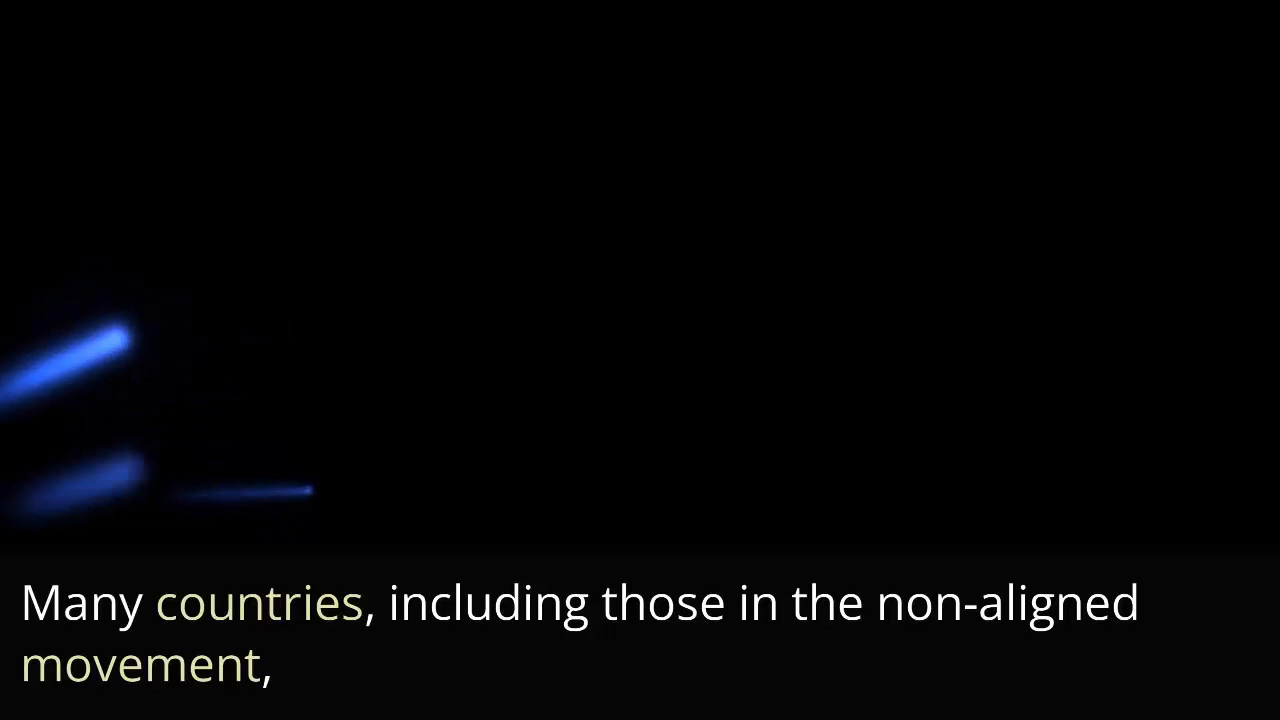 Many countries, including those in the non-aligned
movement,